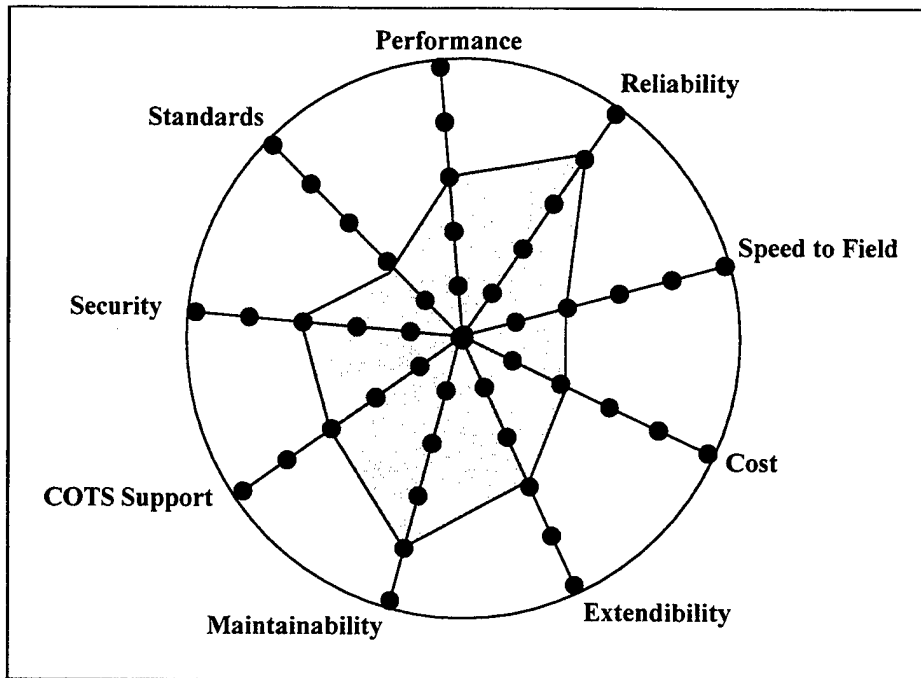 Performance
Reliability
Standards
Speed to Field
Security
Cost
COTS Support
Extendibility
Maintainability